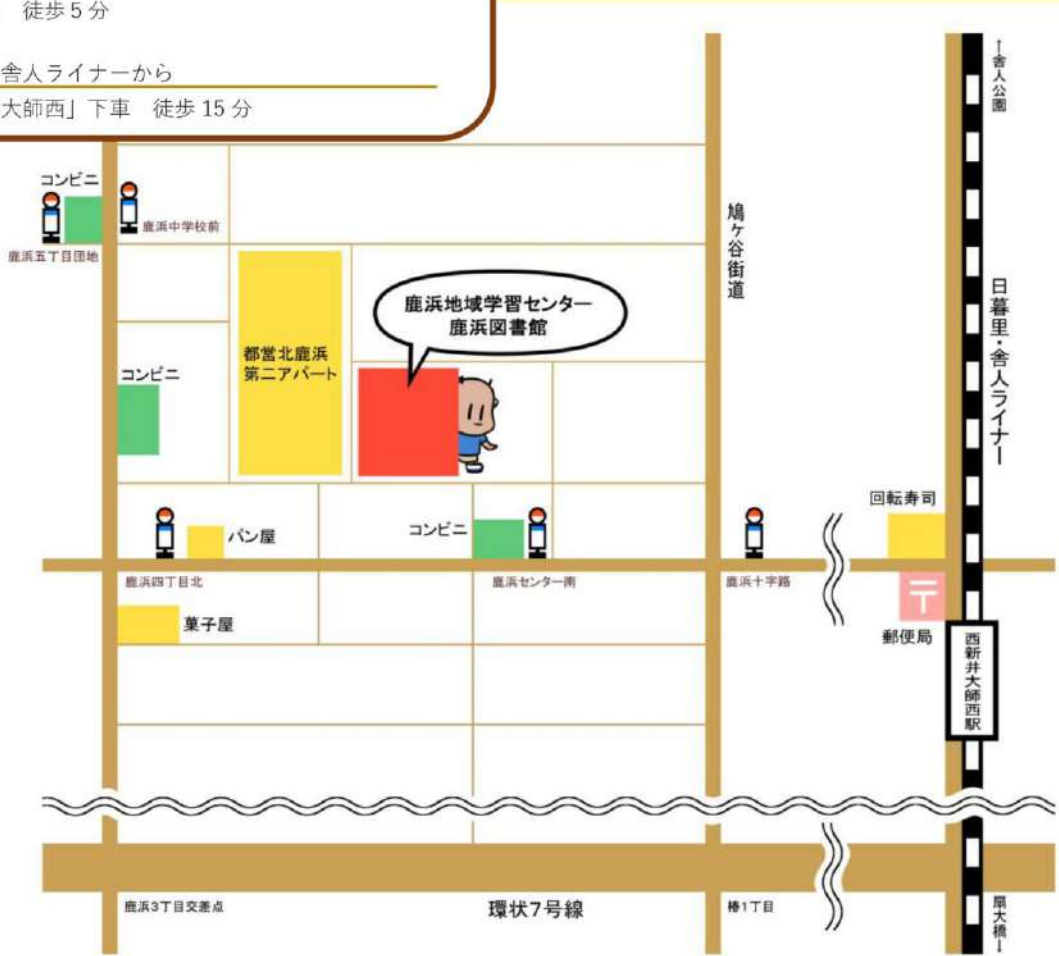 徒歩5分
舎人ライナーから
大師西」下車　徒歩15分
↑舎人公園
コンビニ
鹿浜中学校前
鹿浜五丁目団地
鳩ヶ谷街道
日暮里・舎人ライナー
鹿浜地域学習センター
鹿浜図書館
都営北鹿浜
第二アパート
コンビニ
回転寿司
パン屋
コンビニ
鹿浜四丁目北
鹿浜センター南
鹿浜十字路
菓子屋
〒
郵便局
西新井大師西駅
鹿浜3丁目交差点
環状7号線
椿1丁目
扇大橋↓